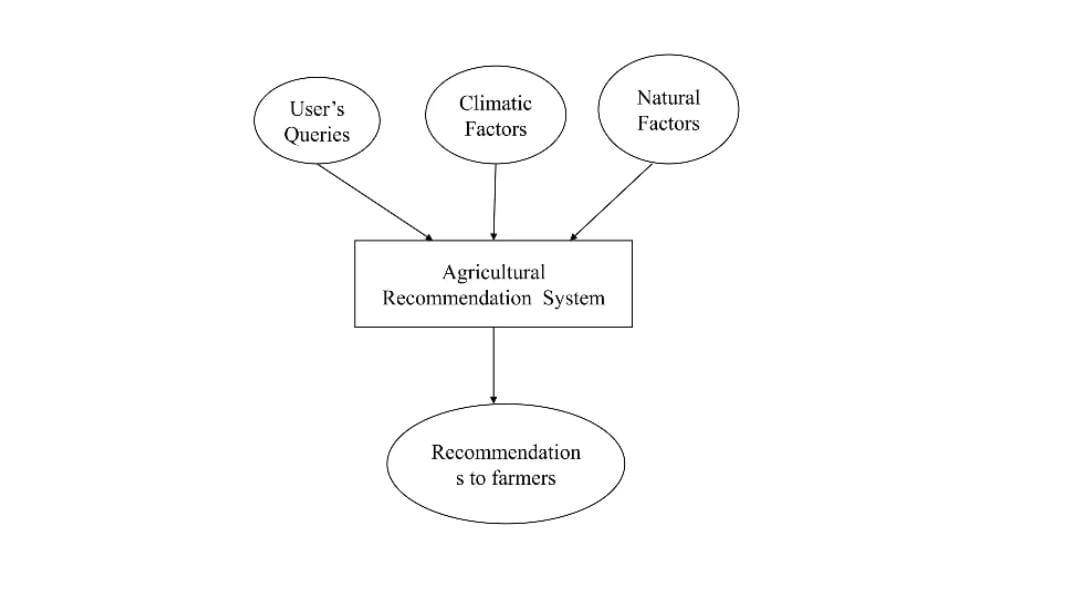 User’s
Queries
Climatic
Factors
Natural
Factors
Agricultural
Recommendation System
Recommendation
s to farmers